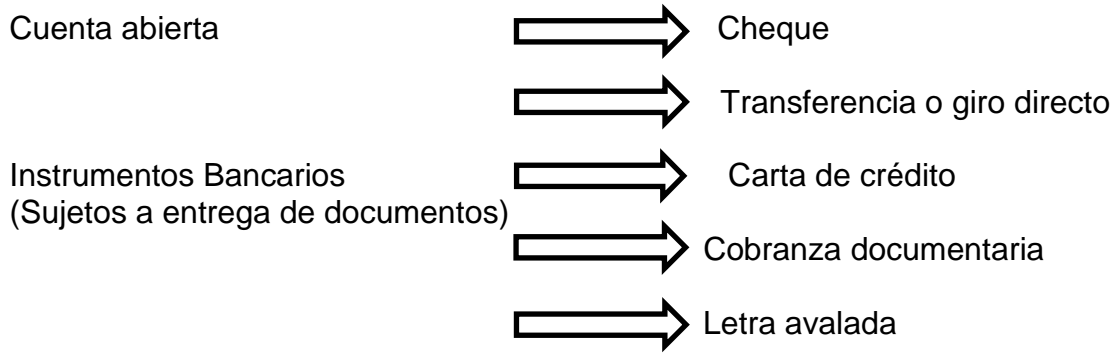 Cuenta abierta
Cheque
Transferencia o giro directo
Instrumentos Bancarios
(Sujetos a entrega de documentos)
Carta de crédito
Cobranza documentaria
Letra avalada